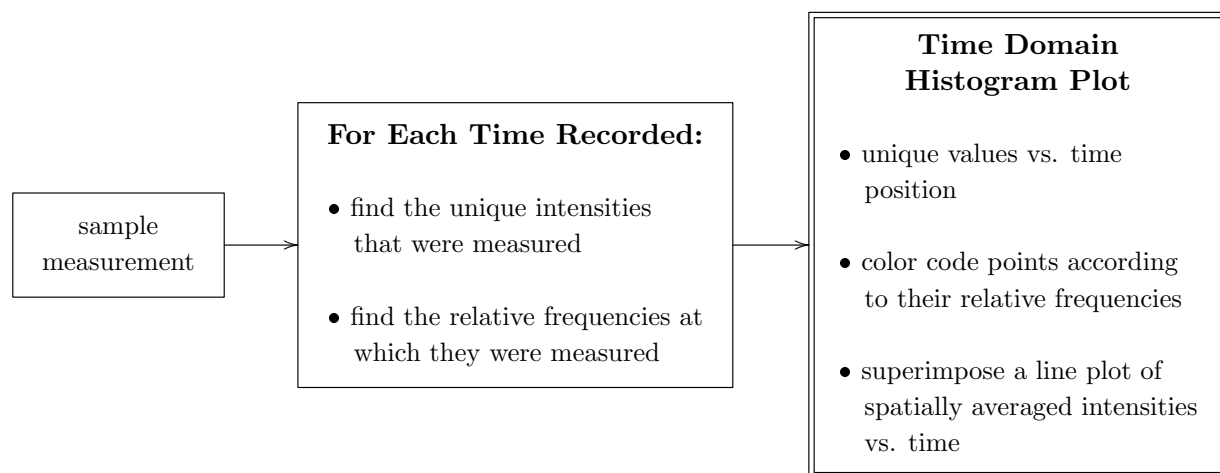 sample
measurement
For Each Time Recorded:
• find the unique intensities
that were measured
• find the relative frequencies at
which they were measured
Time Domain
Histogram Plot
• unique values vs. time
position
• color code points according
to their relative frequencies
• superimpose a line plot of
spatially averaged intensities
vs. time